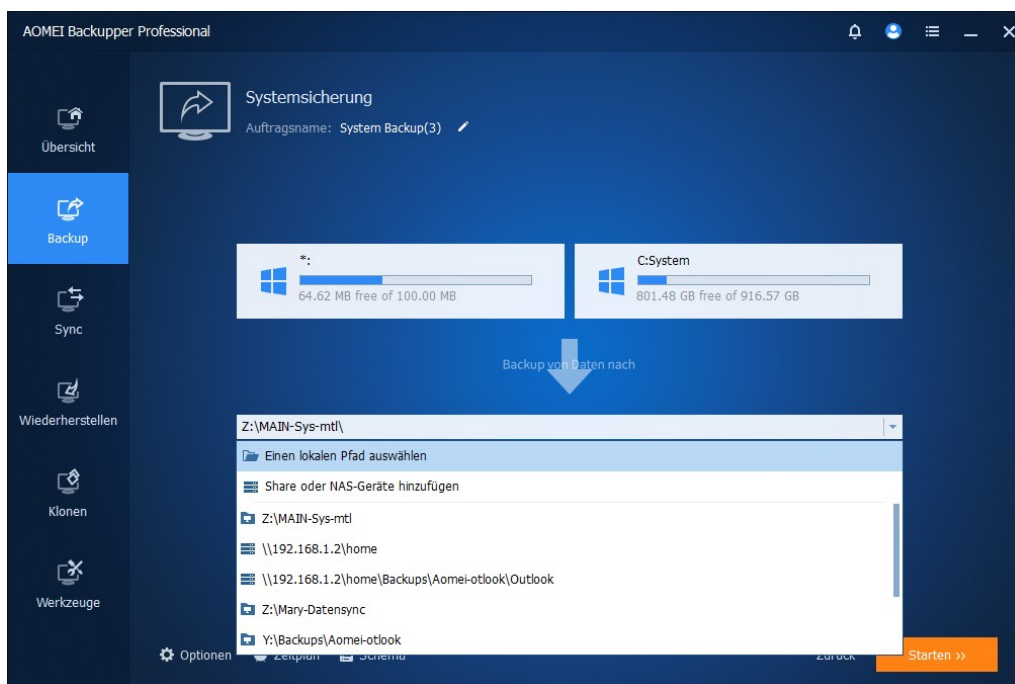 AOMEI Backupper Professional
Systemsicherung
Auftragsname: System Backup(3)
Übersicht
Backup
Sync
Wiederherstellen
Klonen
Werkzeuge
*:
64.62 MB free of 100.00 MB
C:System
801.48 GB free of 916.57 GB
Backup von Daten nach
Z:\MAIN-Sys-mtl\
Einen lokalen Pfad auswählen
Share oder NAS-Geräte hinzufügen
Z:\MAIN-Sys-mtl
\\192.168.1.2\home
\\192.168.1.2\home\Backups\Aomei-otlook\Outlook
Z:\Mary-Datensync
Y:\Backups\Aomei-otlook
Optionen Zeitplan Schema Zurück Starten >>